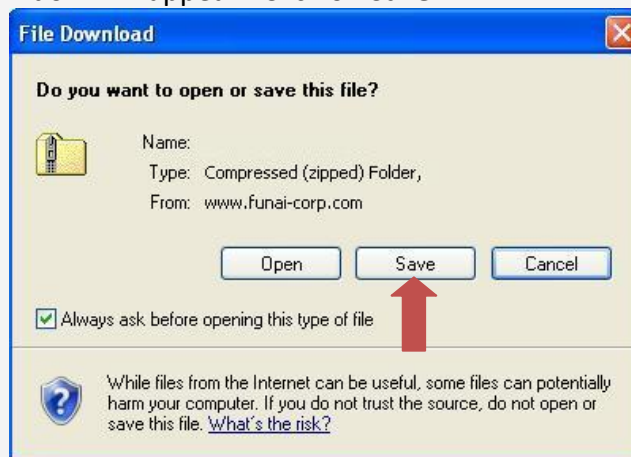 File Download
Do you want to open or save this file?
Name:
Type: Compressed (zipped) Folder,
From: www.funai-corp.com
Open Save Cancel
Always ask before opening this type of file
While files from the Internet can be useful, some files can potentially
harm your computer. If you do not trust the source, do not open or
save this file. What's the risk?